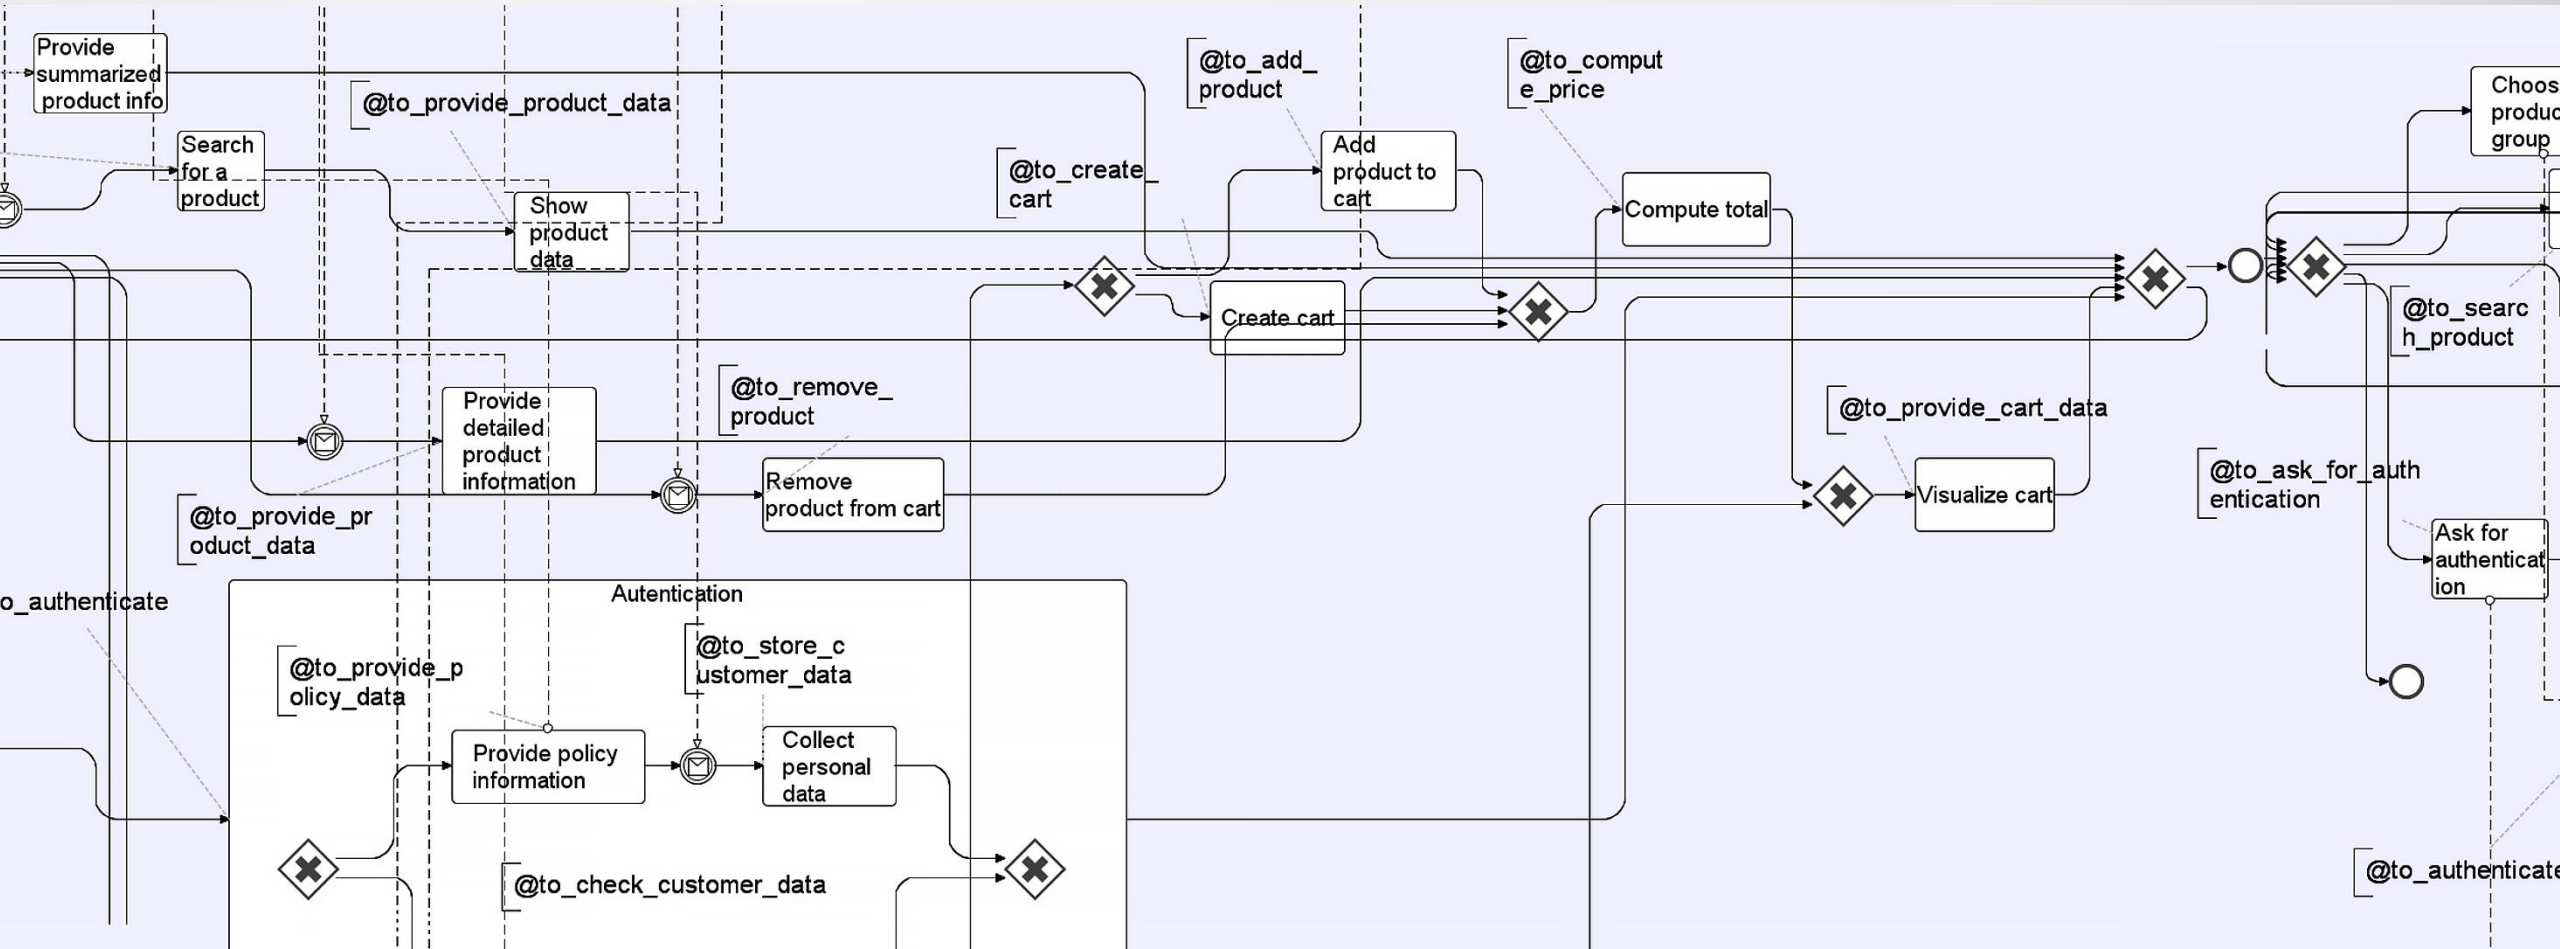 Provide
summarized
product info
@to_provide_product_data
Search
for a
product
Show
product
data
@to_create_
cart
@to_add_
product
Add
product to
cart
@to_comput
e_price
Compute total
Create cart
Choos
produc
group
@to_searc
h_product
Provide
detailed
product
information
@to_remove_
product
Remove
product from cart
@to_provide_pr
oduct_data
@to_provide_cart_data
Visualize cart
@to_ask_for_auth
entication
Ask for
authenticat
ion
o_authenticate
Autentication
@to_provide_p
olicy_data
@to_store_c
ustomer_data
Provide policy
information
Collect
personal
data
@to_check_customer_data
@to_authenticate